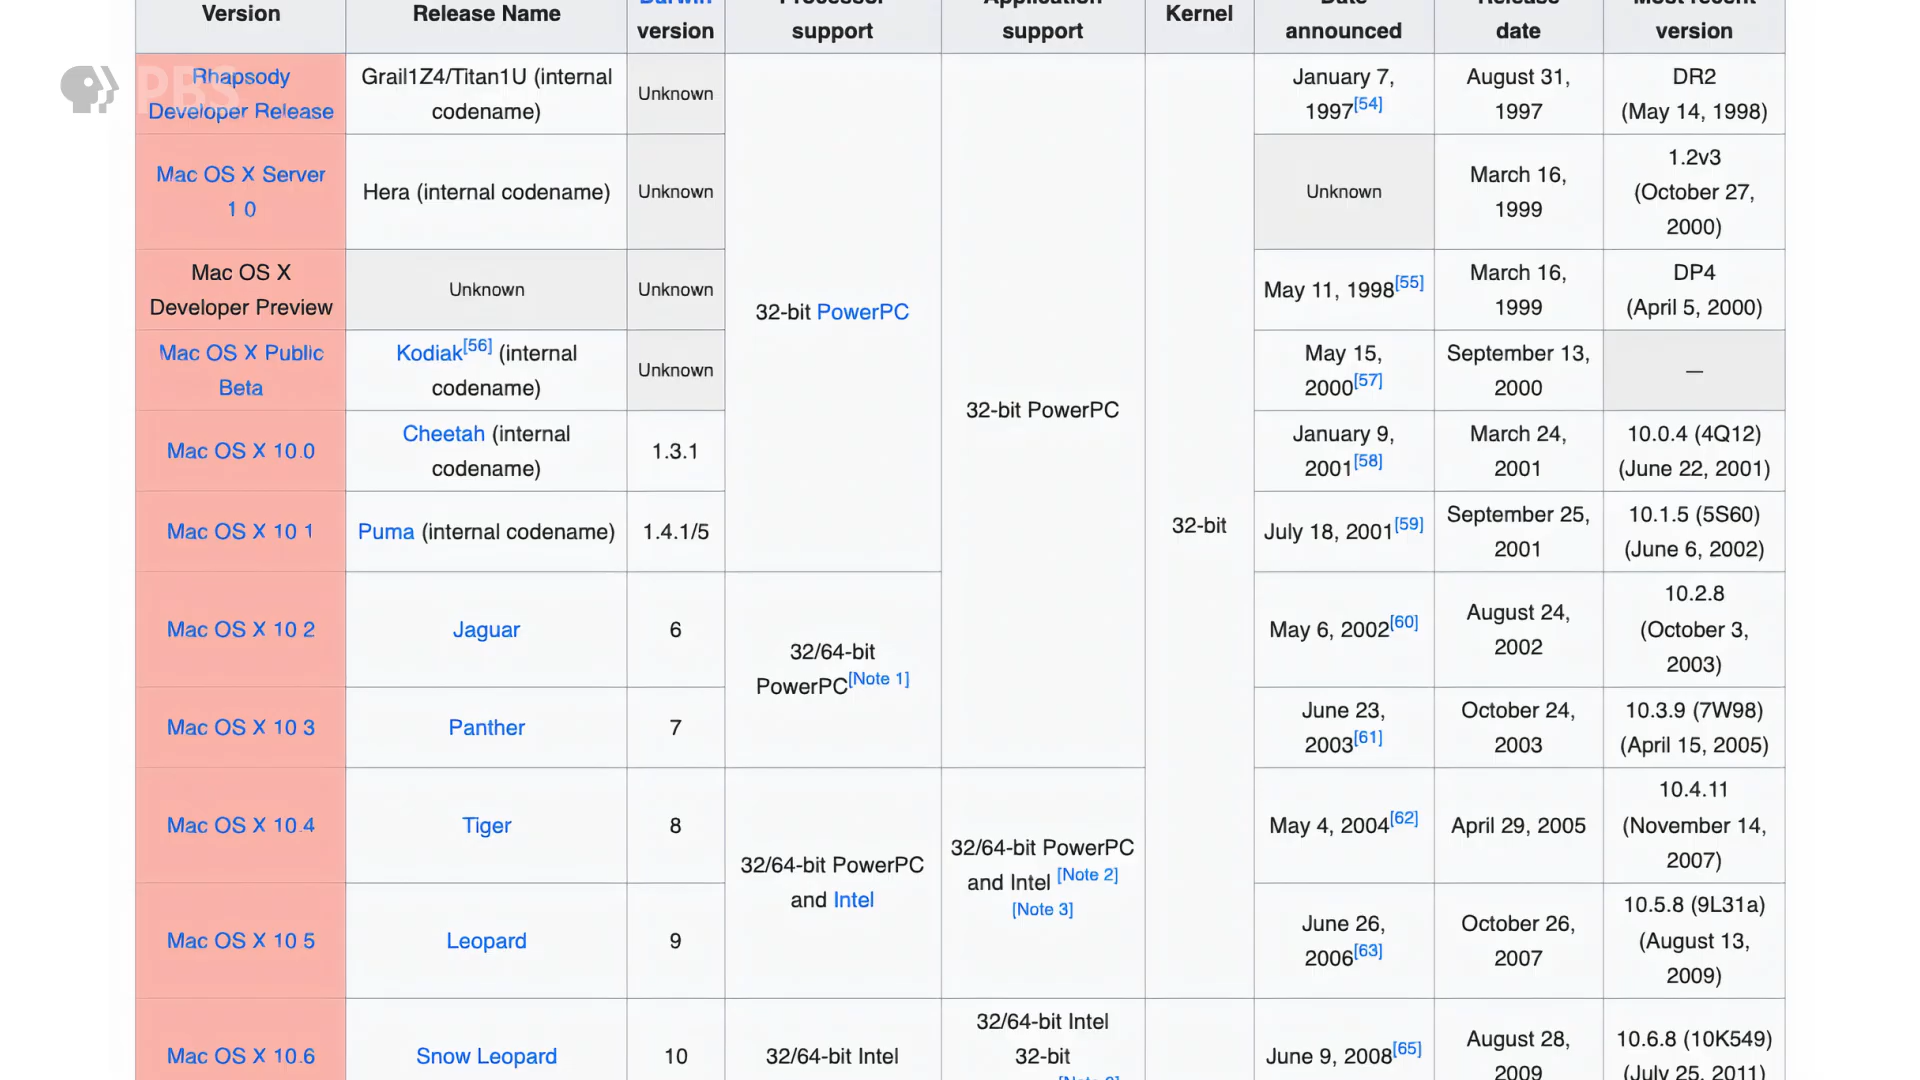 Version
Release Name
Darwin
version
Processor
support
Application
support
Kernel
Date
announced
Release
date
Most recent
version
PBS
Rhapsody
Developer Release
Grail1Z4/Titan1U (internal
codename)
Unknown
32-bit PowerPC
32-bit PowerPC
32-bit
January 7,
1997[54]
August 31,
1997
DR2
(May 14, 1998)
Mac OS X Server
1 0
Hera (internal codename)
Unknown
Unknown
March 16,
1999
1.2v3
(October 27,
2000)
Mac OS X
Developer Preview
Unknown
Unknown
May 11, 1998[55]
March 16,
1999
DP4
(April 5, 2000)
Mac OS X Public
Beta
Kodiak[56] (internal
codename)
Unknown
May 15,
2000[57]
September 13,
2000
—
Mac OS X 10.0
Cheetah (internal
codename)
1.3.1
January 9,
2001[58]
March 24,
2001
10.0.4 (4Q12)
(June 22, 2001)
Mac OS X 10 1
Puma (internal codename)
1.4.1/5
July 18, 2001[59]
September 25,
2001
10.1.5 (5S60)
(June 6, 2002)
Mac OS X 10 2
Jaguar
6
32/64-bit
PowerPC[Note 1]
May 6, 2002[60]
August 24,
2002
10.2.8
(October 3,
2003)
Mac OS X 10 3
Panther
7
June 23,
2003[61]
October 24,
2003
10.3.9 (7W98)
(April 15, 2005)
Mac OS X 10.4
Tiger
8
32/64-bit PowerPC
and Intel
32/64-bit PowerPC
and Intel [Note 2]
[Note 3]
May 4, 2004[62]
April 29, 2005
10.4.11
(November 14,
2007)
Mac OS X 10 5
Leopard
9
June 26,
2006[63]
October 26,
2007
10.5.8 (9L31a)
(August 13,
2009)
Mac OS X 10.6
Snow Leopard
10
32/64-bit Intel
32/64-bit Intel
32-bit
June 9, 2008[65]
August 28,
2009
10.6.8 (10K549)
(July 25, 2011)